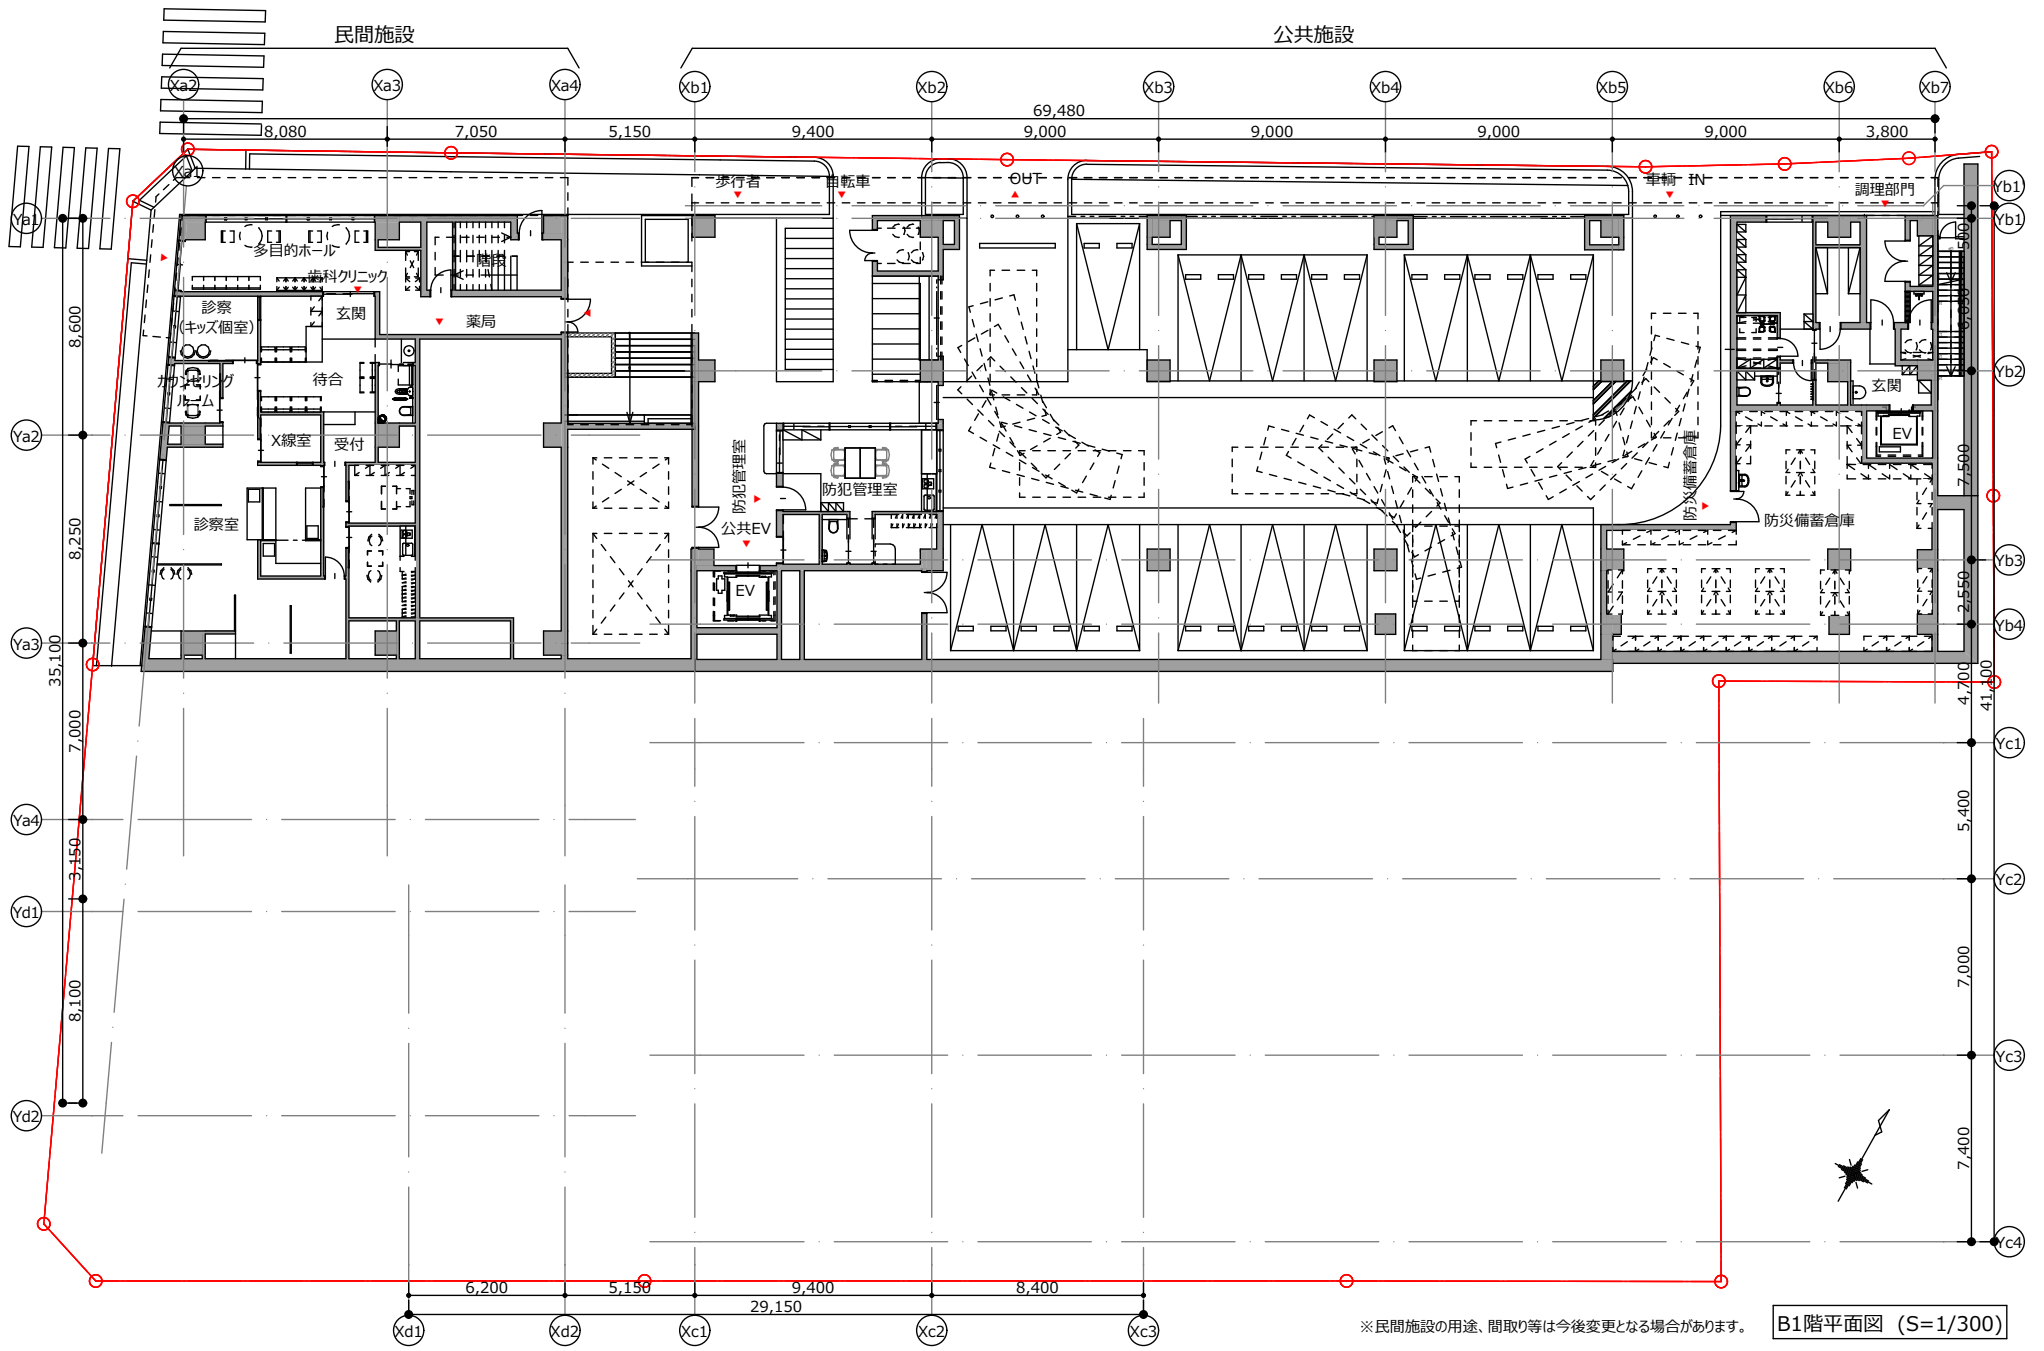 民間施設
公共施設
Xa2
Xa3
Xa4
Xb1
Xb2
Xb3
Xb4
Xb5
Xb6
Xb7
69,480
8,080
7,050
5,150
9,400
9,000
9,000
9,000
9,000
3,800
Xa1
歩行者
自転車
OUT
車輌 IN
調理部門
Yb1
Ya1
Yb1
500
多目的ホール
歯科クリニック
階段
診察
(キッズ個室)
玄関
薬局
8,600
6,050
カウンセリング
ルーム
待合
玄関
Yb2
Ya2
X線室
受付
防犯管理室
防犯管理室
防災備蓄倉庫
EV
7,500
診察室
公共EV
防災備蓄倉庫
8,250
EV
Yb3
2,550
Yb4
Ya3
35,100
4,700
41,100
7,000
Yc1
Ya4
5,400
3,150
Yc2
Yd1
7,000
8,100
Yc3
Yd2
7,400
Yc4
6,200
5,150
9,400
8,400
29,150
Xd1
Xd2
Xc1
Xc2
Xc3
※民間施設の用途、間取り等は今後変更となる場合があります。
B1階平面図 (S=1/300)